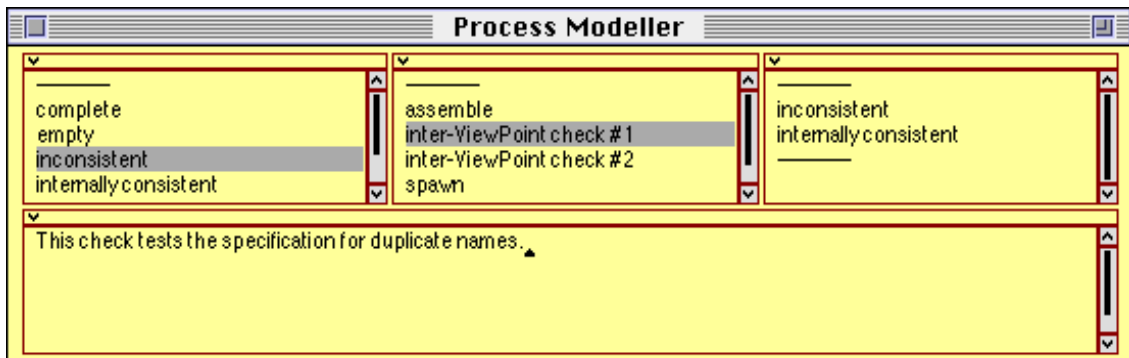 Process Modeller
complete
empty
inconsistent
internally consistent
assemble
inter-ViewPoint check #1
inter-ViewPoint check #2
spawn
inconsistent
internally consistent
This check tests the specification for duplicate names.